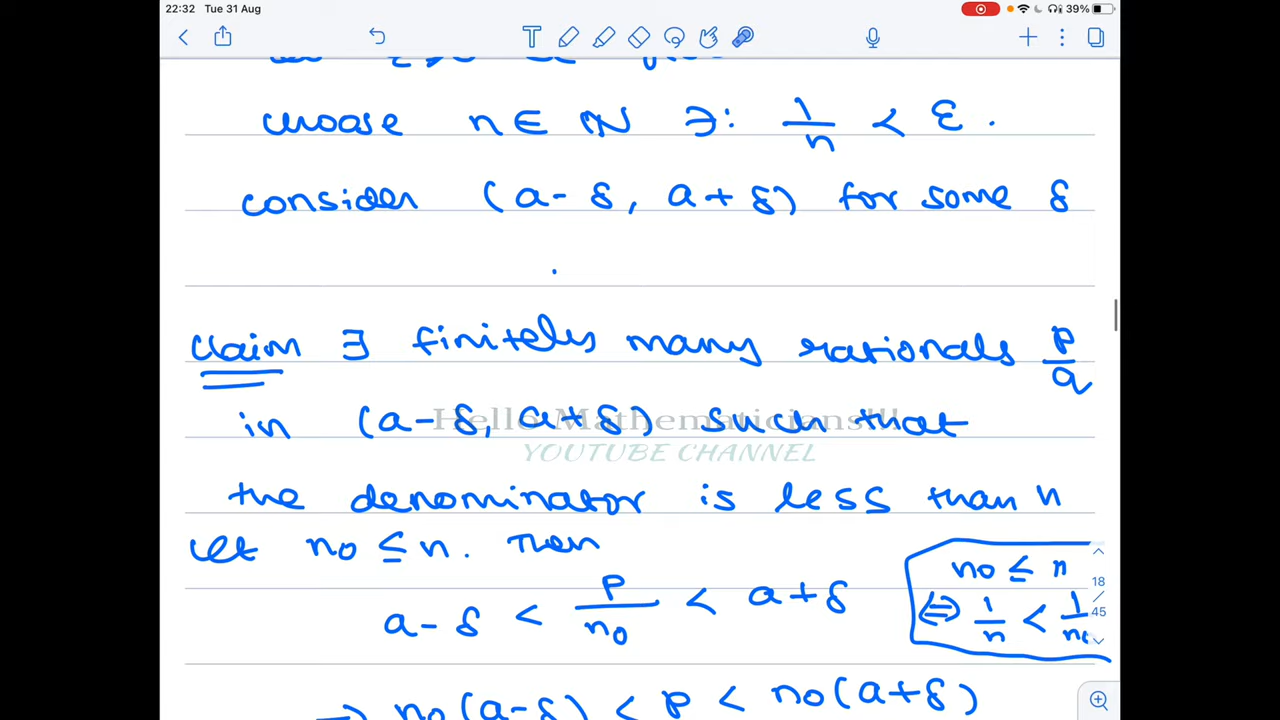 22:32 Tue 31 Aug
39%
choose n ∈ ℕ ∋: 1/n < ε.
consider (a-δ, a+δ) for some δ
claim ∃ finitely many rationals p/q
in (a-δ, a+δ) such that
Hello Mathematicians!!!
YOUTUBE CHANNEL
the denominator is less than n
Let n₀ ≤ n. Then
a-δ < p/n₀ < a+δ
n₀ ≤ n
⇔ 1/n < 1/n₀
18
/
45
⇒ n₀(a-δ) < p < n₀(a+δ)